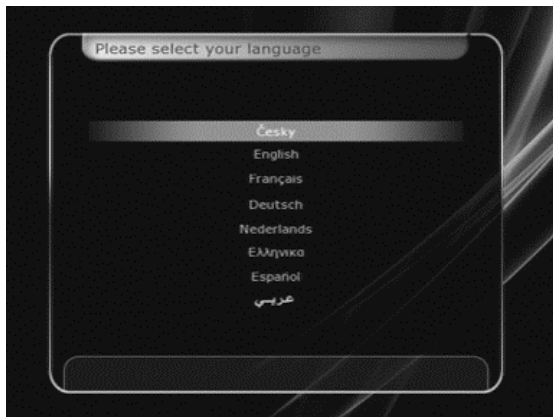 Please select your language
Česky
English
Français
Deutsch
Nederlands
Ελληνικα
Español
عربي